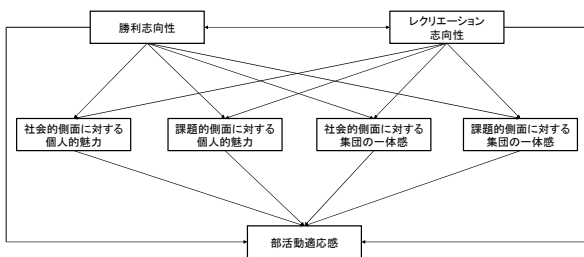 勝利志向性
レクリエーション
志向性
社会的側面に対する
個人的魅力
課題的側面に対する
個人的魅力
社会的側面に対する
集団の一体感
課題的側面に対する
集団の一体感
部活動適応感